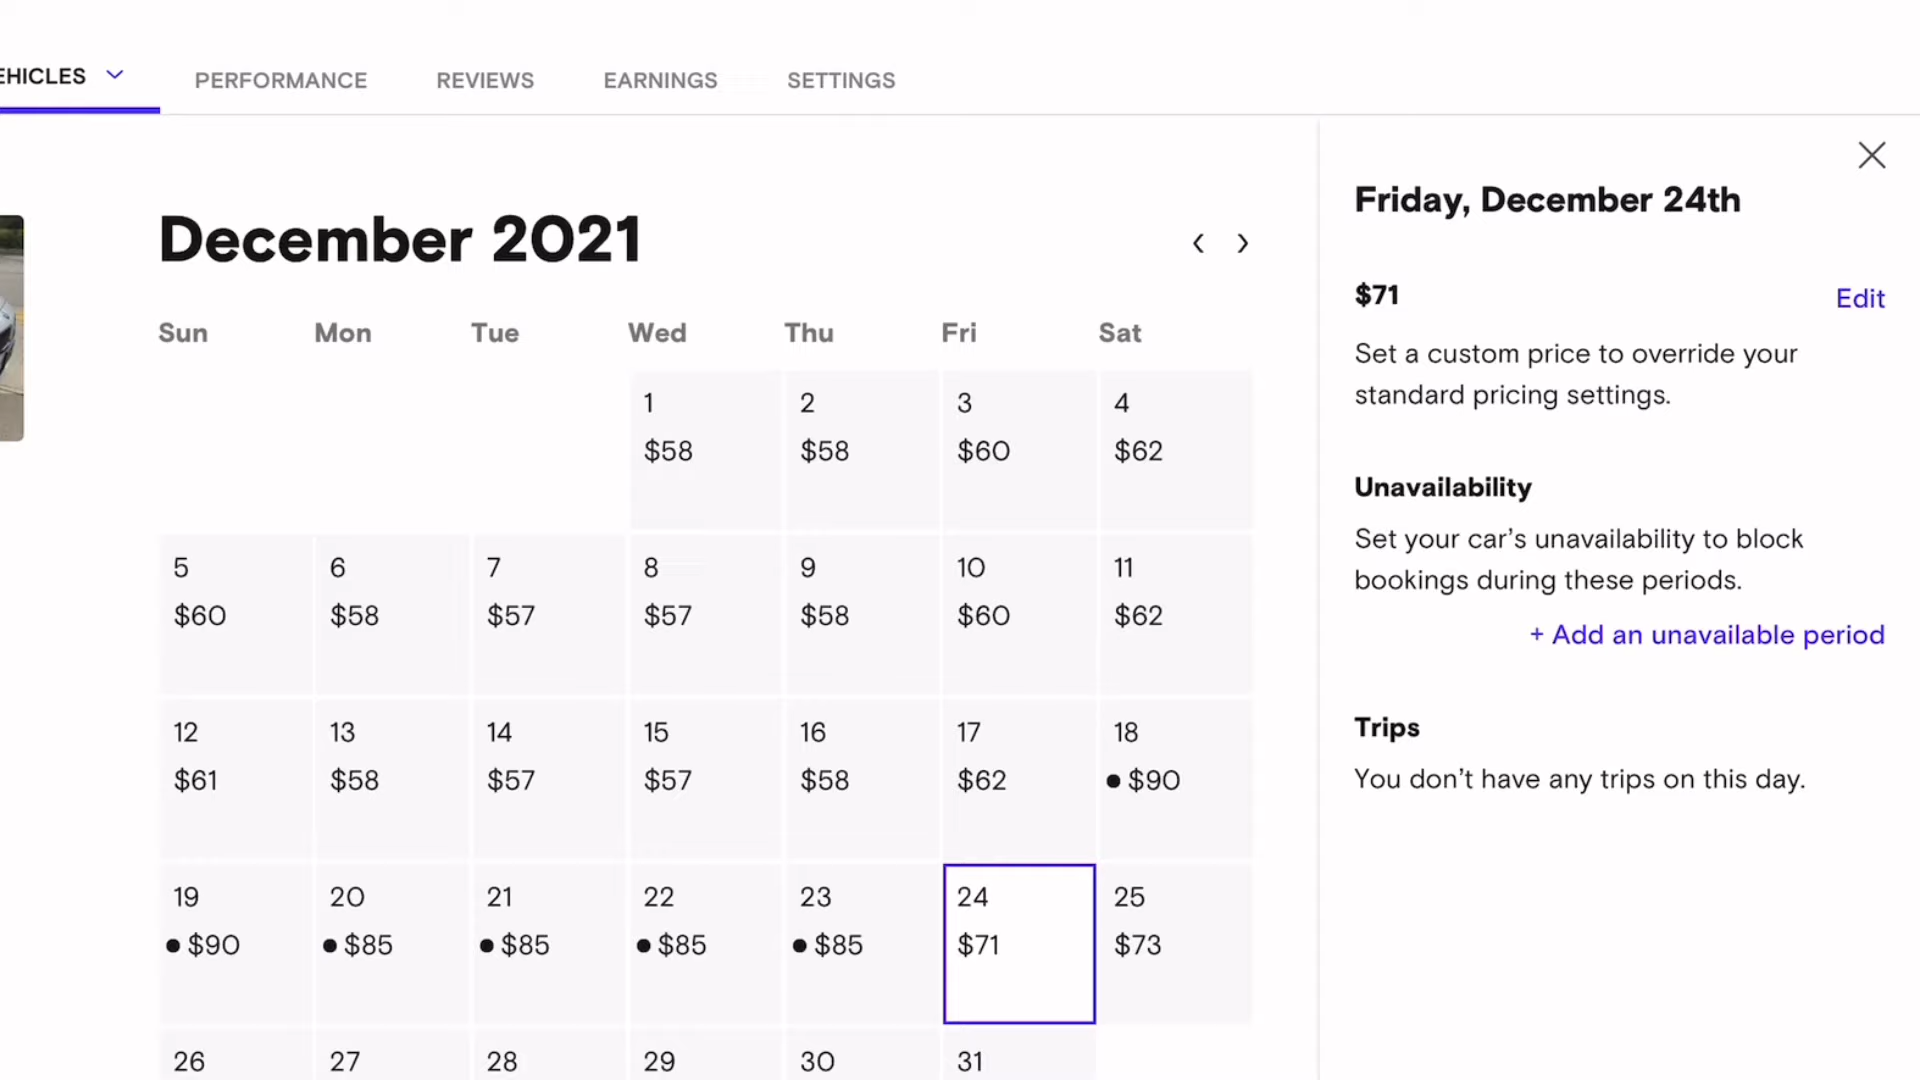 EHICLES
PERFORMANCE
REVIEWS
EARNINGS
SETTINGS
December 2021
Sun Mon Tue Wed Thu Fri Sat
1 2 3 4
$58 $58 $60 $62
5 6 7 8 9 10 11
$60 $58 $57 $57 $58 $60 $62
12 13 14 15 16 17 18
$61 $58 $57 $57 $58 $62 $90
19 20 21 22 23 24 25
$90 $85 $85 $85 $85 $71 $73
26 27 28 29 30 31
Friday, December 24th
$71
Edit
Set a custom price to override your
standard pricing settings.
Unavailability
Set your car’s unavailability to block
bookings during these periods.
+ Add an unavailable period
Trips
You don’t have any trips on this day.